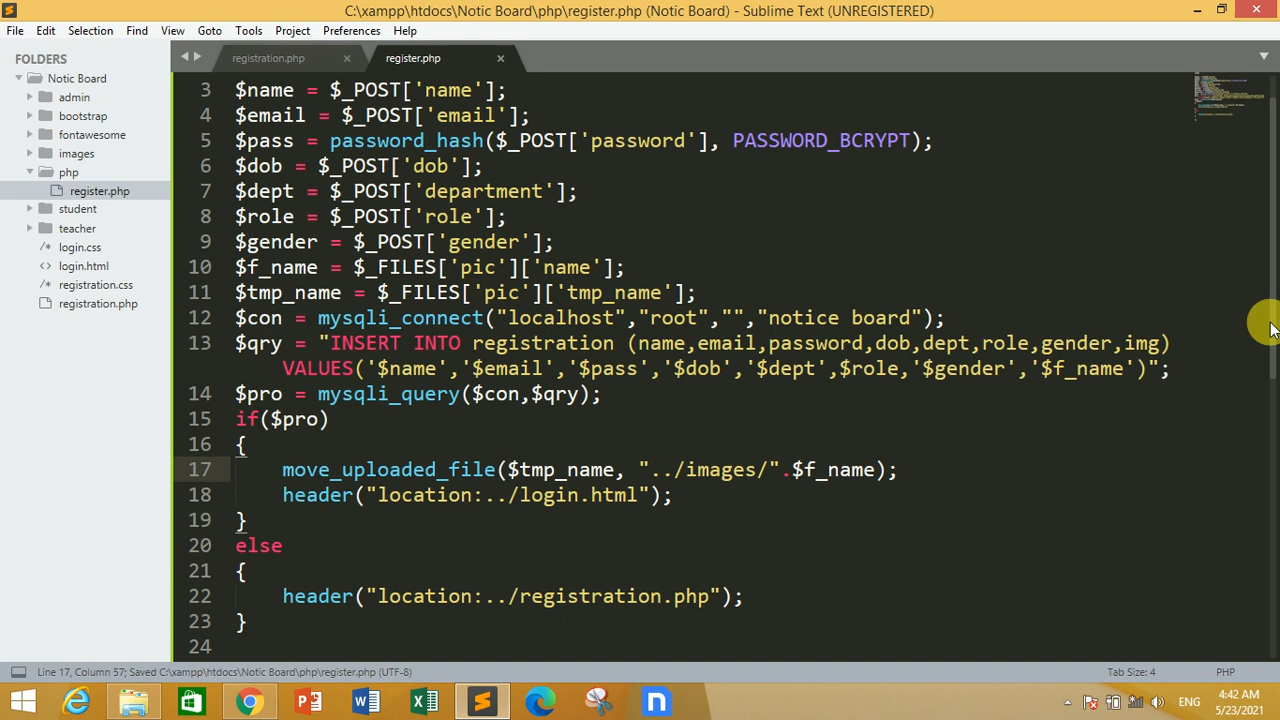 C:\xampp\htdocs\Notic Board\php\register.php (Notic Board) - Sublime Text (UNREGISTERED)
File Edit Selection Find View Goto Tools Project Preferences Help
FOLDERS
Notic Board
admin
bootstrap
fontawesome
images
php
register.php
student
teacher
login.css
login.html
registration.css
registration.php
registration.php register.php
3 $name = $_POST['name'];
4 $email = $_POST['email'];
5 $pass = password_hash($_POST['password'], PASSWORD_BCRYPT);
6 $dob = $_POST['dob'];
7 $dept = $_POST['department'];
8 $role = $_POST['role'];
9 $gender = $_POST['gender'];
10 $f_name = $_FILES['pic']['name'];
11 $tmp_name = $_FILES['pic']['tmp_name'];
12 $con = mysqli_connect("localhost","root","","notice board");
13 $qry = "INSERT INTO registration (name,email,password,dob,dept,role,gender,img)
VALUES('$name','$email','$pass','$dob','$dept',$role,'$gender','$f_name')";
14 $pro = mysqli_query($con,$qry);
15 if($pro)
16 {
17 move_uploaded_file($tmp_name, "../images/".$f_name);
18 header("location:../login.html");
19 }
20 else
21 {
22 header("location:../registration.php");
23 }
24
Line 17, Column 57; Saved C:\xampp\htdocs\Notic Board\php\register.php (UTF-8) Tab Size: 4 PHP
ENG 4:42 AM
5/23/2021